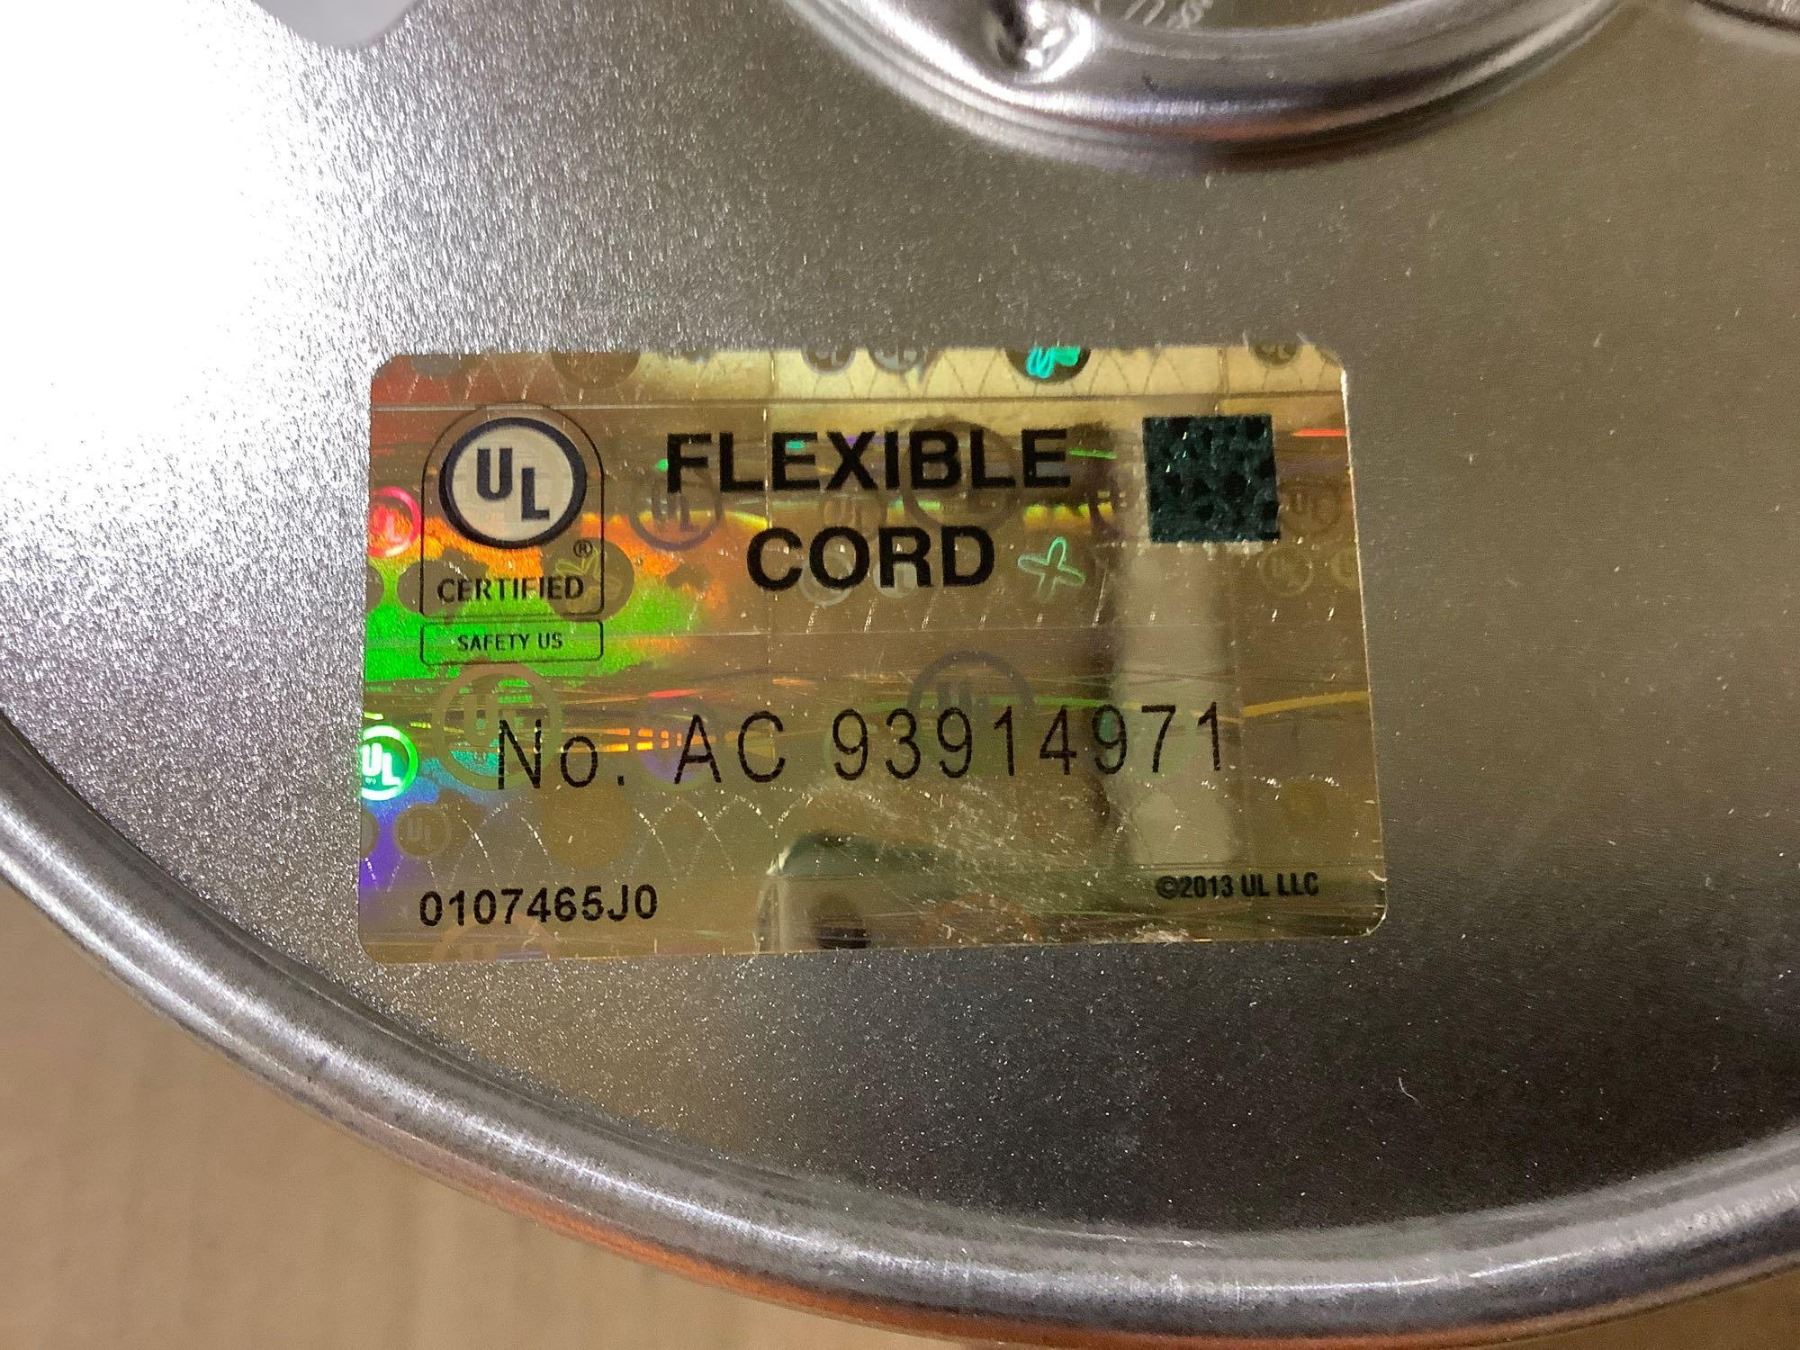 UL
®
CERTIFIED
SAFETY US
FLEXIBLE
CORD
No. AC 93914971
0107465J0
©2013 UL LLC